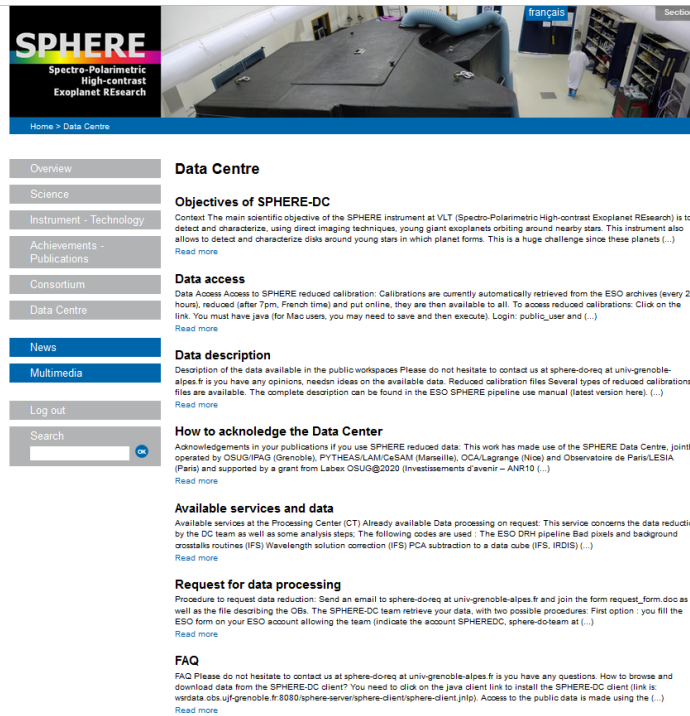 français
Section
SPHERE
Spectro-Polarimetric
High-contrast
Exoplanet REsearch
Home > Data Centre
Overview
Science
Instrument - Technology
Achievements -
Publications
Consortium
Data Centre
News
Multimedia
Log out
Search
OK
Data Centre
Objectives of SPHERE-DC
Context The main scientific objective of the SPHERE instrument at VLT (Spectro-Polarimetric High-contrast Exoplanet REsearch) is to
detect and characterize, using direct imaging techniques, young giant exoplanets orbiting around nearby stars. This instrument also
allows to detect and characterize disks around young stars in which planet forms. This is a huge challenge since these planets (...)
Read more
Data access
Data Access Access to SPHERE reduced calibration: Calibrations are currently automatically retrieved from the ESO archives (every 2
hours), reduced (after 7pm, French time) and put online, they are then available to all. To access reduced calibrations: Click on the
link. You must have java (for Mac users, you may need to save and then execute). Login: public_user and (...)
Read more
Data description
Description of the data available in the public workspaces Please do not hesitate to contact us at sphere-do-req at univ-grenoble-
alpes.fr is you have any opinions, needsn ideas on the available data. Reduced calibration files Several types of reduced calibrations
files are available. The complete description can be found in the ESO SPHERE pipeline use manual (latest version here). (...)
Read more
How to acknoledge the Data Center
Acknowledgements in your publications if you use SPHERE reduced data: This work has made use of the SPHERE Data Centre, jointl
operated by OSUG/IPAG (Grenoble), PYTHEAS/LAM/CeSAM (Marseille), OCA/Lagrange (Nice) and Observatoire de Paris/LESIA
(Paris) and supported by a grant from Labex OSUG@2020 (Investissements d'avenir – ANR10 (...)
Read more
Available services and data
Available services at the Processing Center (CT) Already available Data processing on request: This service concerns the data reductio
by the DC team as well as some analysis steps; The following codes are used : The ESO DRH pipeline Bad pixels and background
crosstalks routines (IFS) Wavelength solution correction (IFS) PCA subtraction to a data cube (IFS, IRDIS) (...)
Read more
Request for data processing
Procedure to request data reduction: Send an email to sphere-do-req at univ-grenoble-alpes.fr and join the form request_form.doc as
well as the file describing the OBs. The SPHERE-DC team retrieve your data, with two possible procedures: First option : you fill the
ESO form on your ESO account allowing the team (indicate the account SPHEREDC, sphere-do-team at (...)
Read more
FAQ
FAQ Please do not hesitate to contact us at sphere-do-req at univ-grenoble-alpes.fr is you have any questions. How to browse and
download data from the SPHERE-DC client? You need to click on the java client link to install the SPHERE-DC client (link is:
wsrdata.obs.ujf-grenoble.fr:8080/sphere-server/sphere-client/sphere-client.jnlp). Access to the public data is made using the (...)
Read more